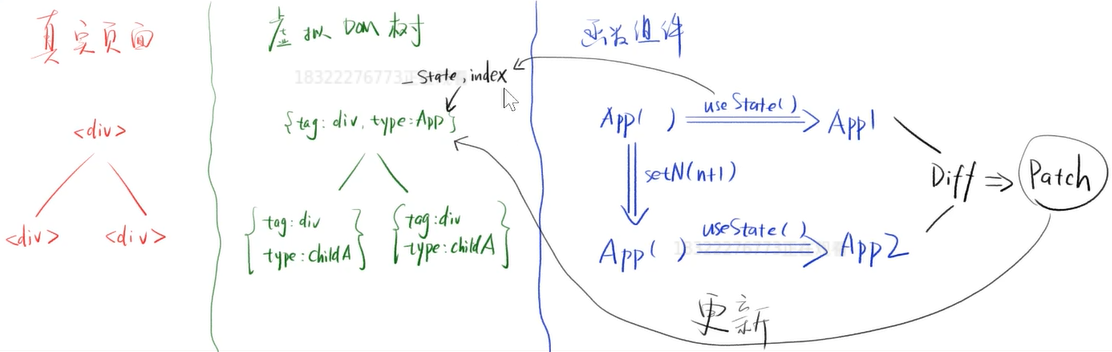 真实页面
<div>
<div> <div>
虚拟 DOM 树
_state, index
{tag: div, type: App}
{tag: div
type: childA}
{tag: div
type: childA}
函数组件
App( ) useState() App1
setN(n+1)
App( ) useState() App2
Diff ⇒ Patch
更新